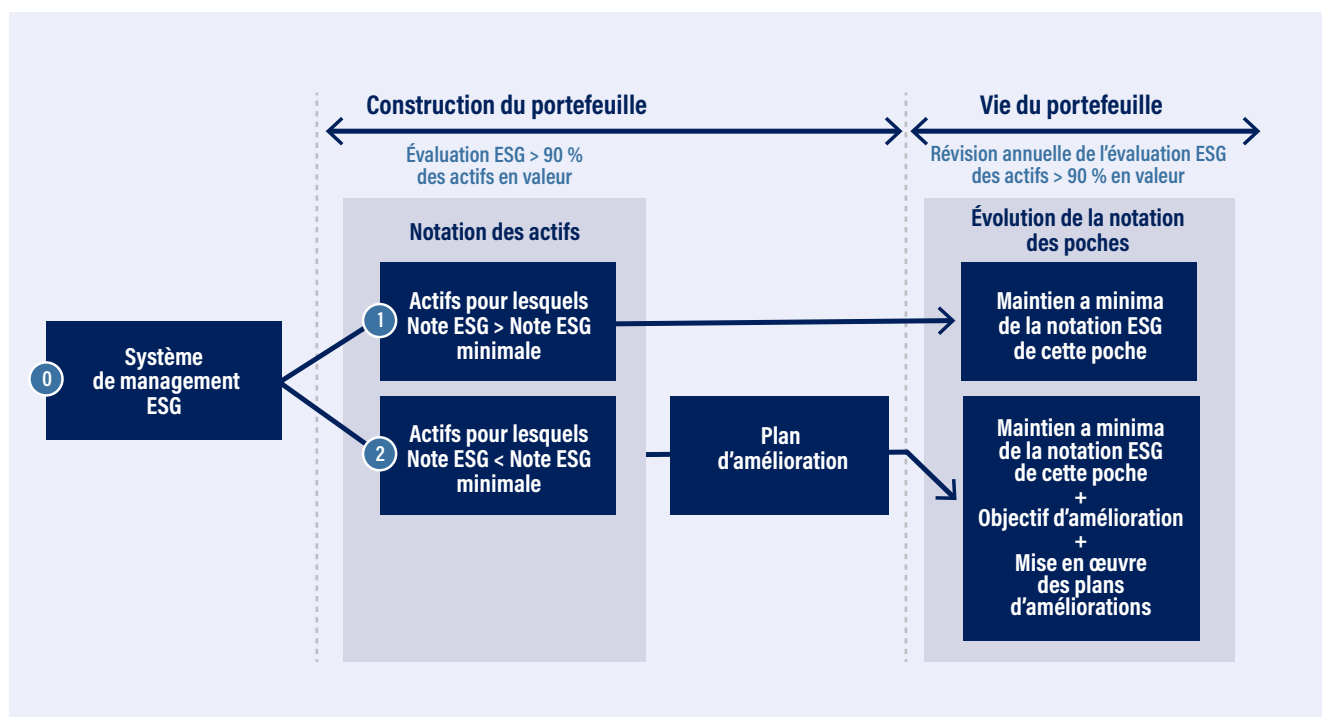 Construction du portefeuille
Évaluation ESG > 90 %
des actifs en valeur
Vie du portefeuille
Révision annuelle de l'évaluation ESG
des actifs > 90 % en valeur
Notation des actifs
Évolution de la notation
des poches
0
Système
de management
ESG
1
Actifs pour lesquels
Note ESG > Note ESG
minimale
Maintien a minima
de la notation ESG
de cette poche
2
Actifs pour lesquels
Note ESG < Note ESG
minimale
Plan
d'amélioration
Maintien a minima
de la notation ESG
de cette poche
+
Objectif d'amélioration
+
Mise en œuvre
des plans
d'améliorations